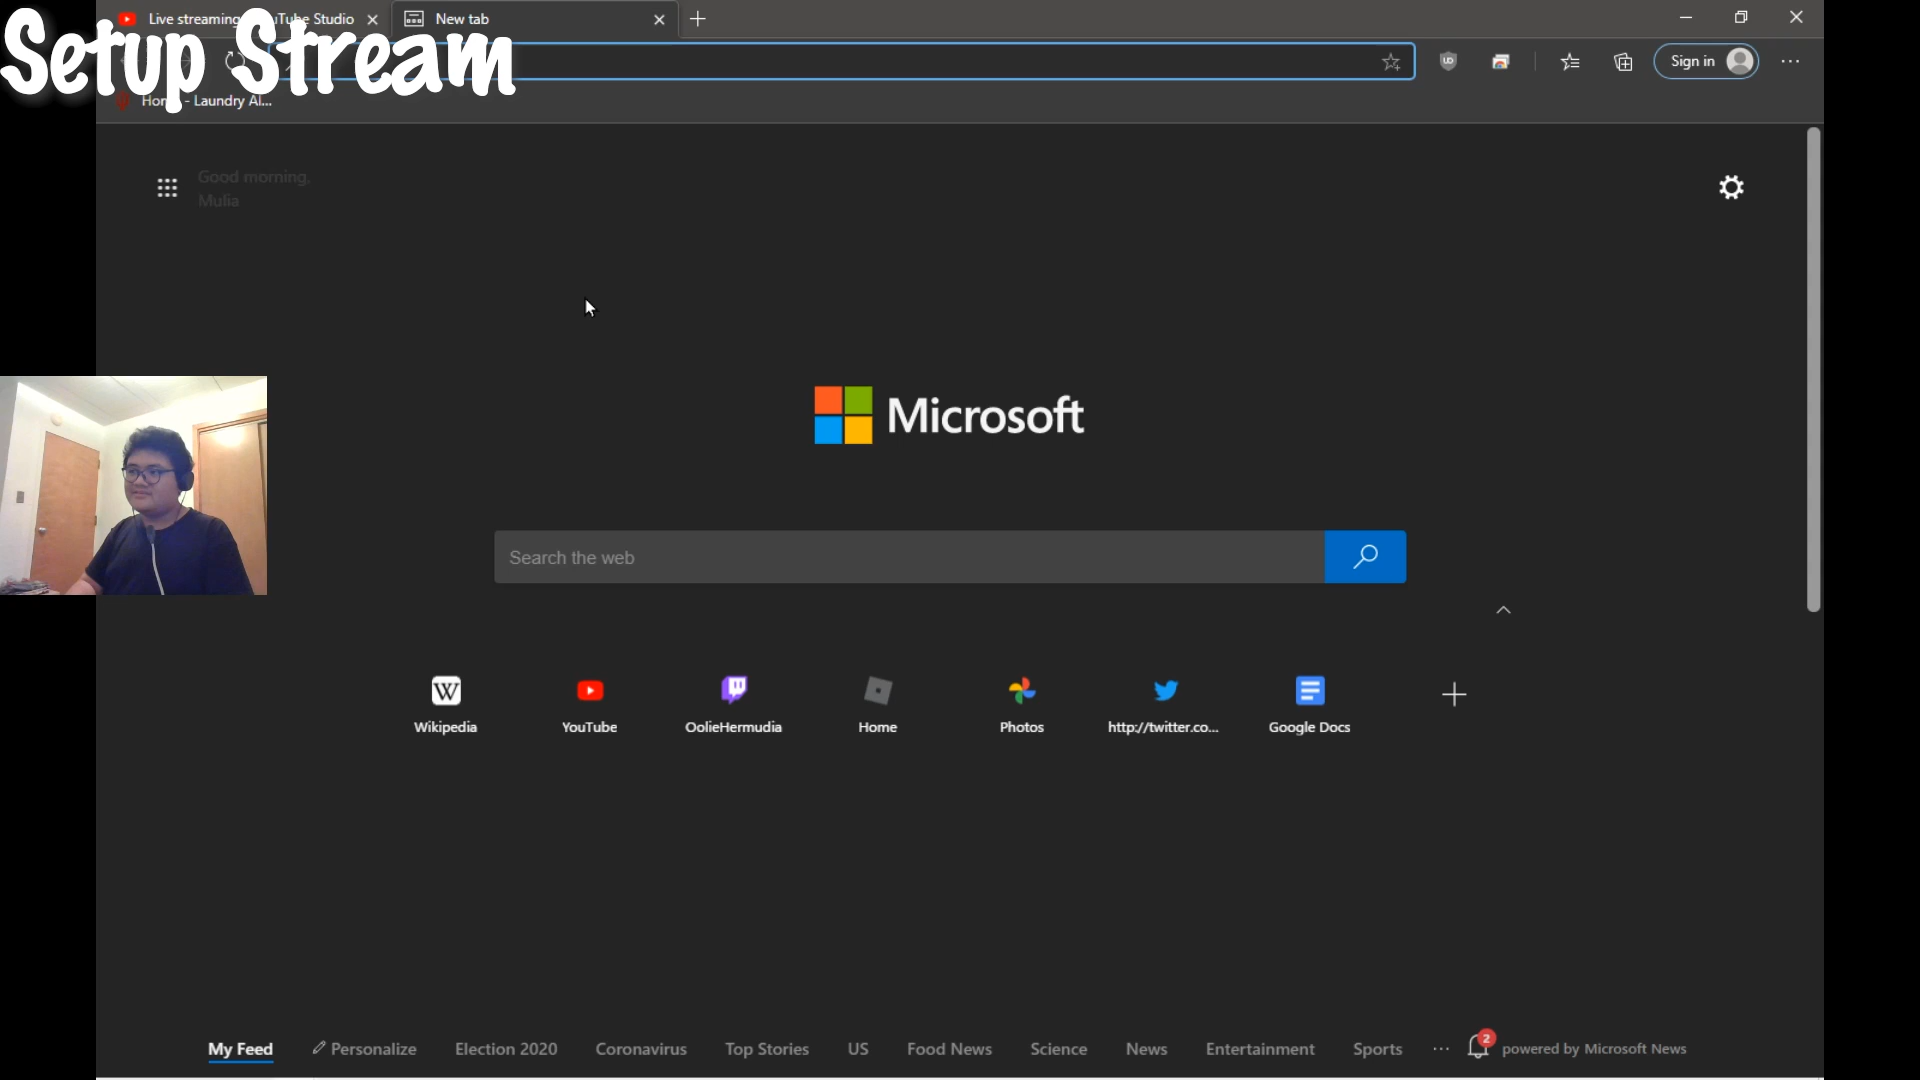 Live streaming
Tube Studio
New tab
Setup Stream
Sign in
- Laundry Al...
Good morning,
Mulia
Microsoft
Search the web
Wikipedia
YouTube
OolieHermudia
Home
Photos
http://twitter.co...
Google Docs
My Feed
Personalize
Election 2020
Coronavirus
Top Stories
US
Food News
Science
News
Entertainment
Sports
2
powered by Microsoft News